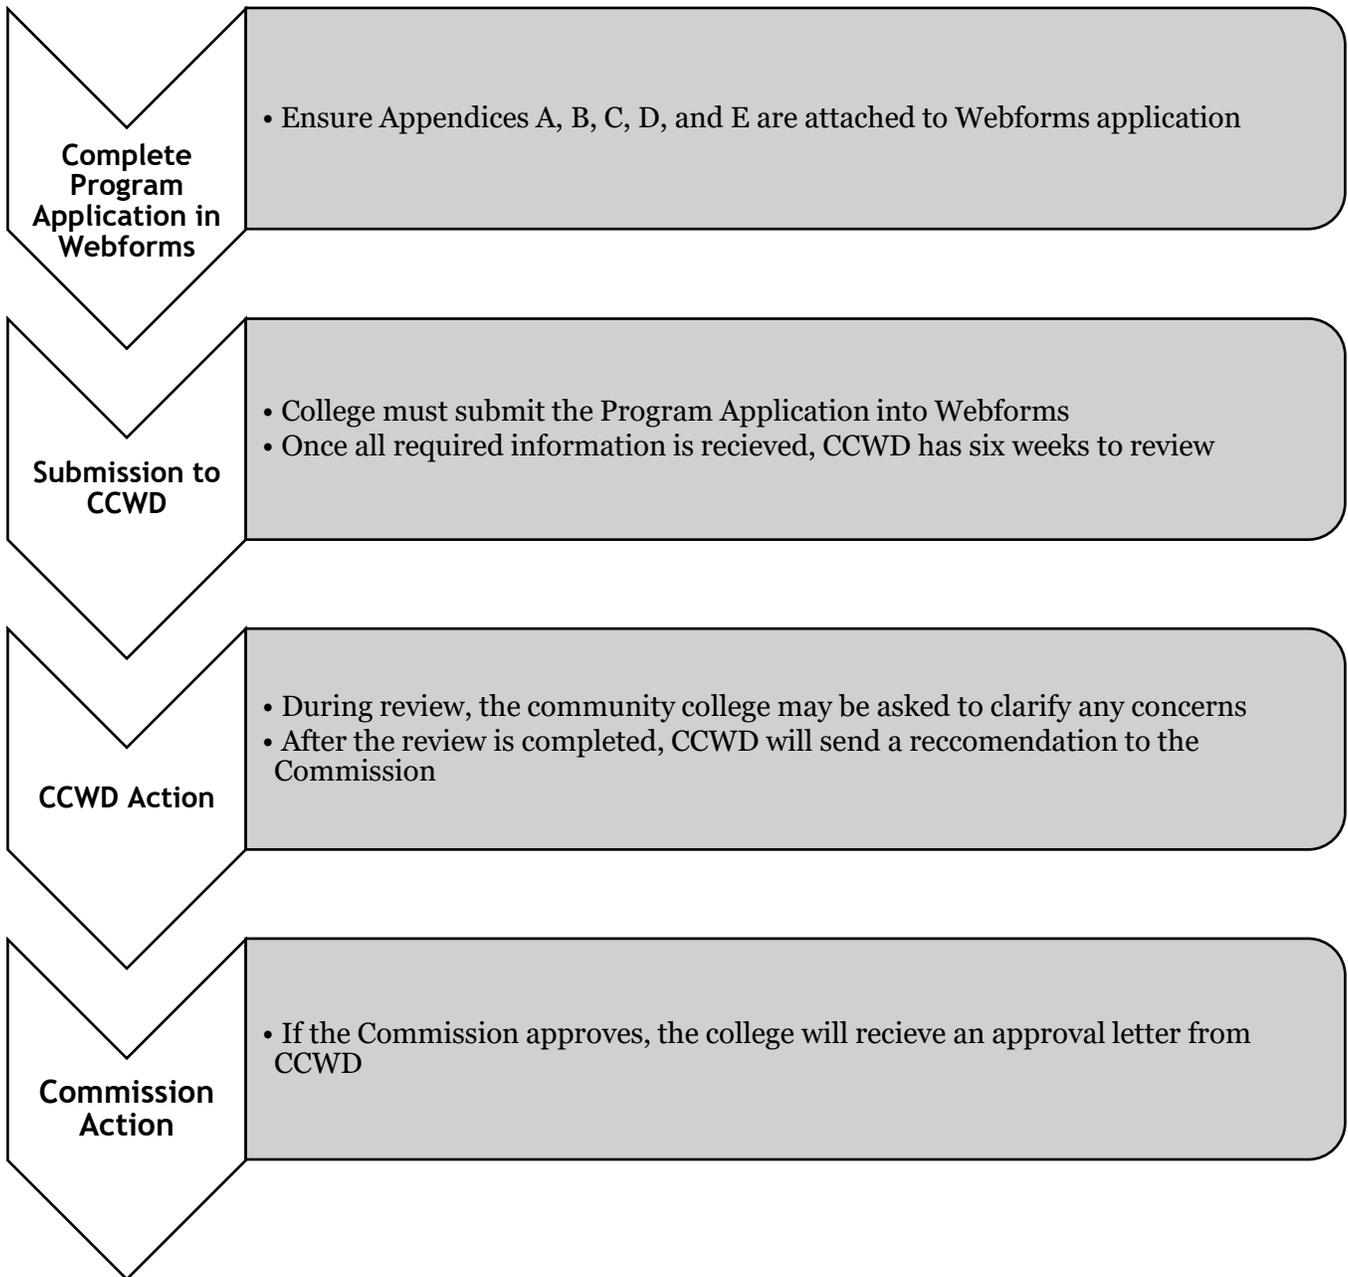 Complete
Program
Application in
Webforms
• Ensure Appendices A, B, C, D, and E are attached to Webforms application
Submission to
CCWD
• College must submit the Program Application into Webforms
• Once all required information is recieved, CCWD has six weeks to review
CCWD Action
• During review, the community college may be asked to clarify any concerns
• After the review is completed, CCWD will send a reccomendation to the
Commission
Commission
Action
• If the Commission approves, the college will recieve an approval letter from
CCWD